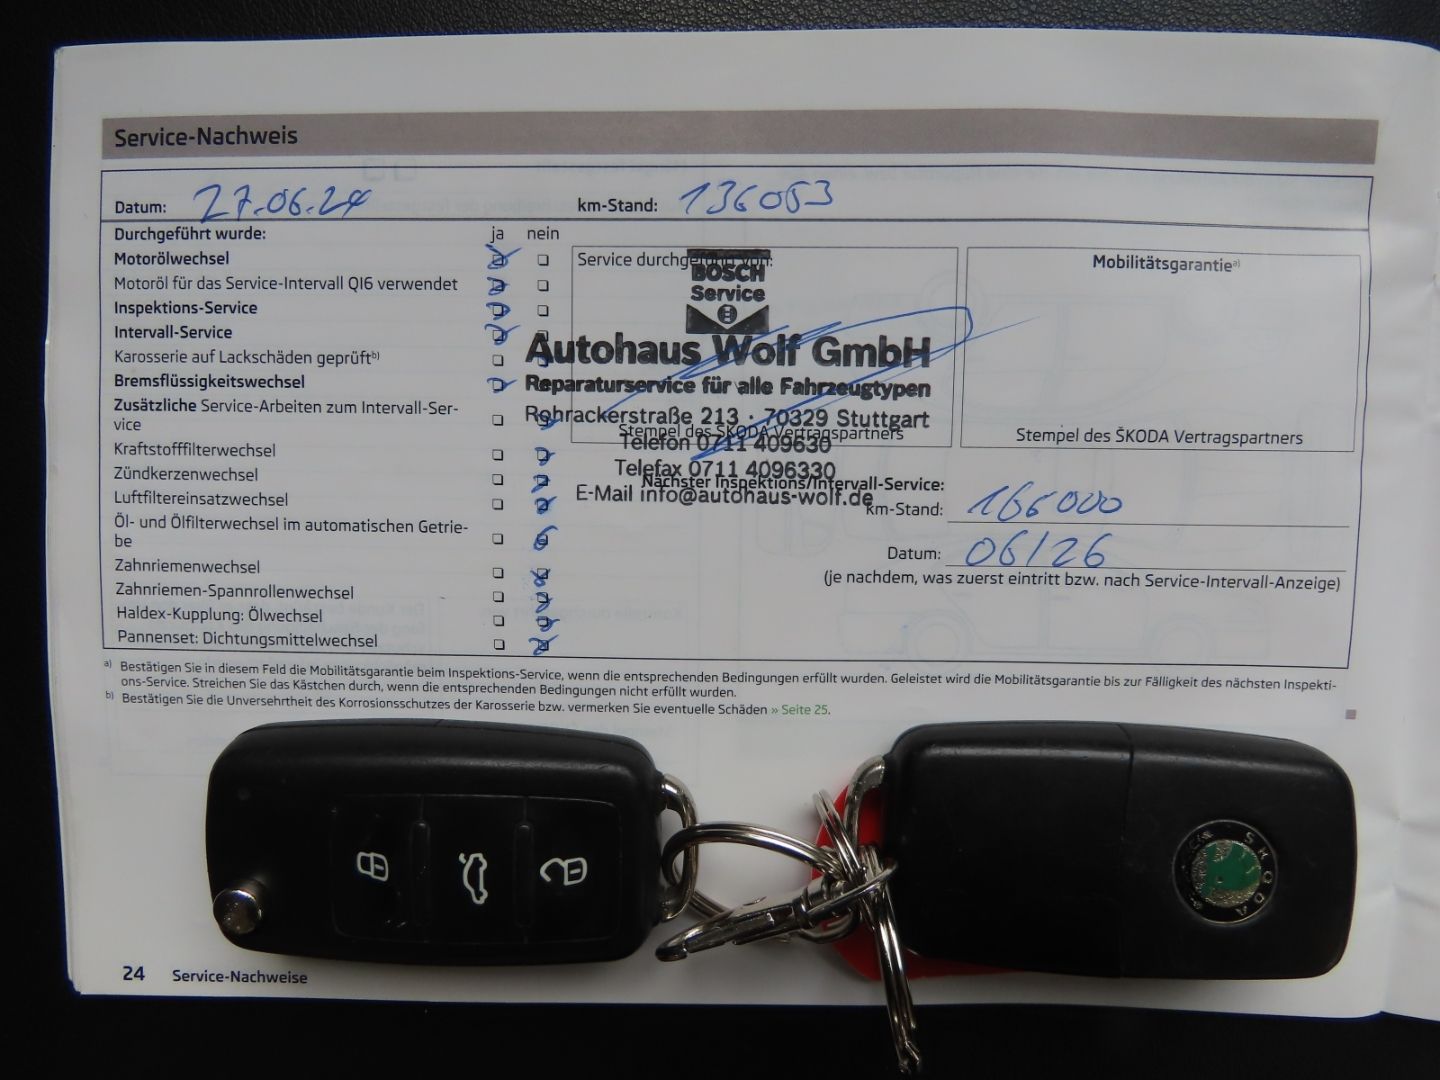 Service-Nachweis
Datum: 27.06.24 km-Stand: 136053
Durchgeführt wurde: ja nein
Motorölwechsel
Motoröl für das Service-Intervall QI6 verwendet
Inspektions-Service
Intervall-Service
Karosserie auf Lackschäden geprüft b)
Bremsflüssigkeitswechsel
Zusätzliche Service-Arbeiten zum Intervall-Ser-
vice
Kraftstofffilterwechsel
Zündkerzenwechsel
Luftfiltereinsatzwechsel
Öl- und Ölfilterwechsel im automatischen Getrie-
be
Zahnriemenwechsel
Zahnriemen-Spannrollenwechsel
Haldex-Kupplung: Ölwechsel
Pannenset: Dichtungsmittelwechsel
Service durchgeführt von:
BOSCH
Service
Autohaus Wolf GmbH
Reparaturservice für alle Fahrzeugtypen
Rohrackerstraße 213 · 70329 Stuttgart
Stempel des ŠKODA Vertragspartners
Telefon 0711 409630
Telefax 0711 4096330
E-Mail info@autohaus-wolf.de
Mobilitätsgarantie a)
Stempel des ŠKODA Vertragspartners
Nächster Inspektions/Intervall-Service:
km-Stand: 166000
Datum: 06/26
(je nachdem, was zuerst eintritt bzw. nach Service-Intervall-Anzeige)
a) Bestätigen Sie in diesem Feld die Mobilitätsgarantie beim Inspektions-Service, wenn die entsprechenden Bedingungen erfüllt wurden. Geleistet wird die Mobilitätsgarantie bis zur Fälligkeit des nächsten Inspekti-
ons-Service. Streichen Sie das Kästchen durch, wenn die entsprechenden Bedingungen nicht erfüllt wurden.
b) Bestätigen Sie die Unversehrtheit des Korrosionsschutzes der Karosserie bzw. vermerken Sie eventuelle Schäden » Seite 25.
SKODA
24 Service-Nachweise